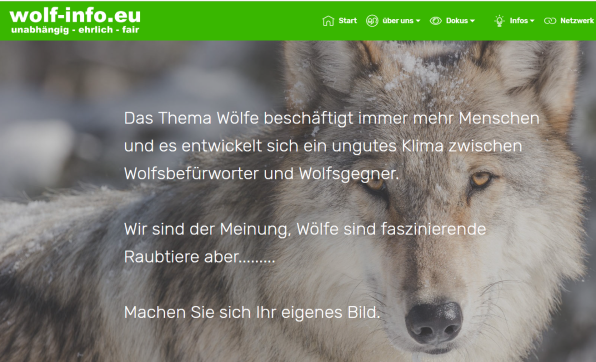 wolf-info.eu
unabhängig - ehrlich - fair
Start
über uns
Dokus
Infos
Netzwerk
Das Thema Wölfe beschäftigt immer mehr Menschen
und es entwickelt sich ein ungutes Klima zwischen
Wolfsbefürworter und Wolfsgegner.
Wir sind der Meinung, Wölfe sind faszinierende
Raubtiere aber.........
Machen Sie sich Ihr eigenes Bild.